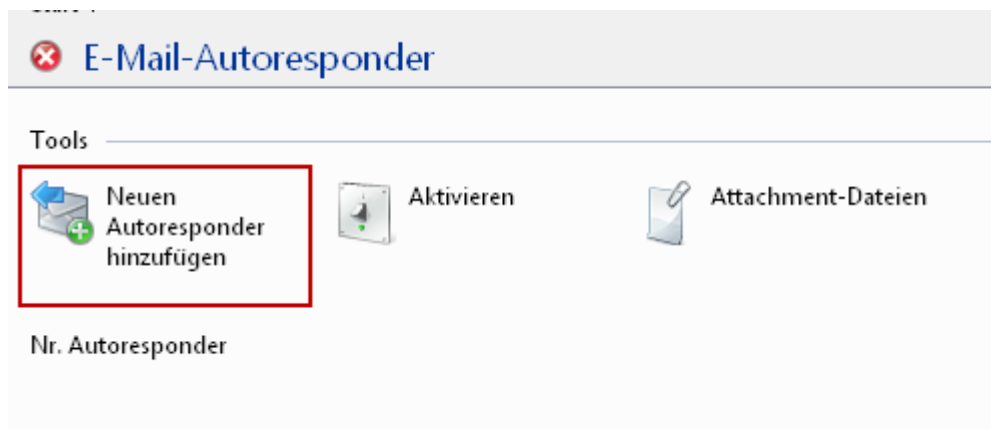 E-Mail-Autoresponder
Tools
Neuen
Autoresponder
hinzufügen
Aktivieren
Attachment-Dateien
Nr. Autoresponder